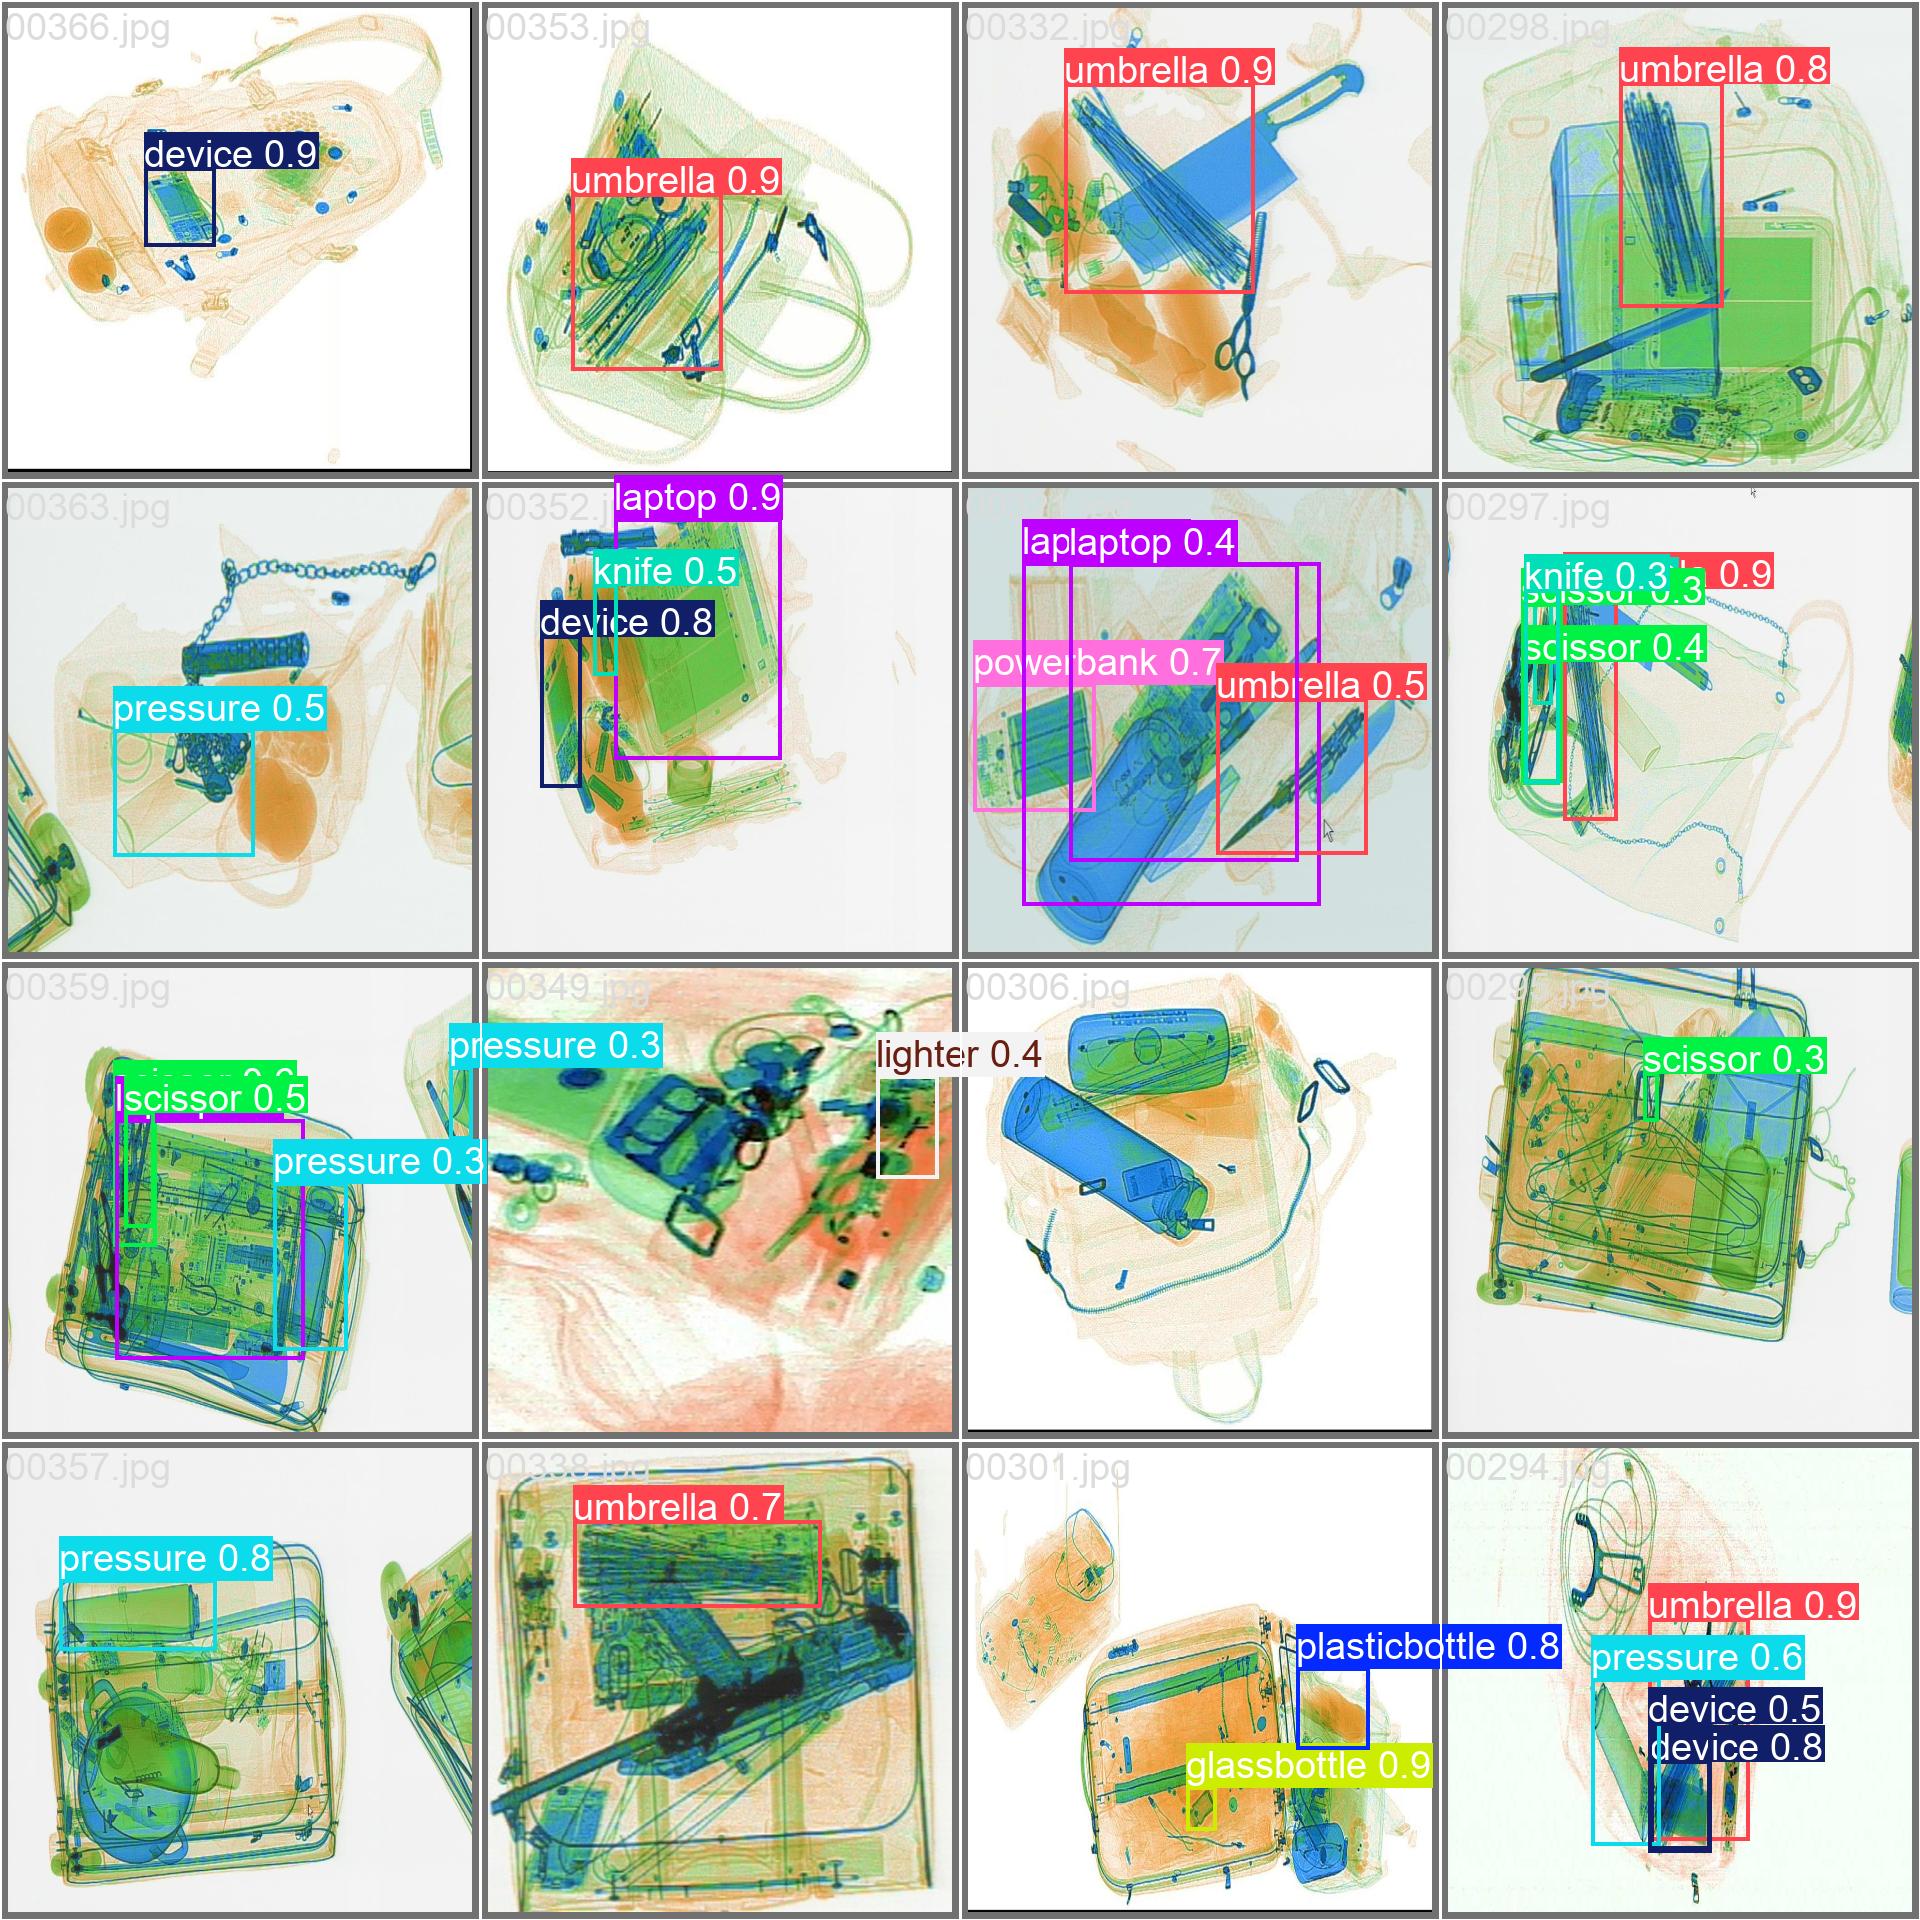 00366.jpg
device 0.9
00353.jpg
umbrella 0.9
00332.jpg
umbrella 0.9
00298.jpg
umbrella 0.8
00363.jpg
pressure 0.5
00352.jpg
laptop 0.9
knife 0.5
device 0.8
laptop 0.4
powerbank 0.7
umbrella 0.5
00297.jpg
knife 0.3
0.9
scissor 0.3
scissor 0.4
00359.jpg
scissor 0.5
pressure 0.3
pressure 0.3
00349.jpg
lighter 0.4
00306.jpg
scissor 0.3
00357.jpg
pressure 0.8
00338.jpg
umbrella 0.7
00301.jpg
plasticbottle 0.8
glassbottle 0.9
00294.jpg
umbrella 0.9
pressure 0.6
device 0.5
device 0.8